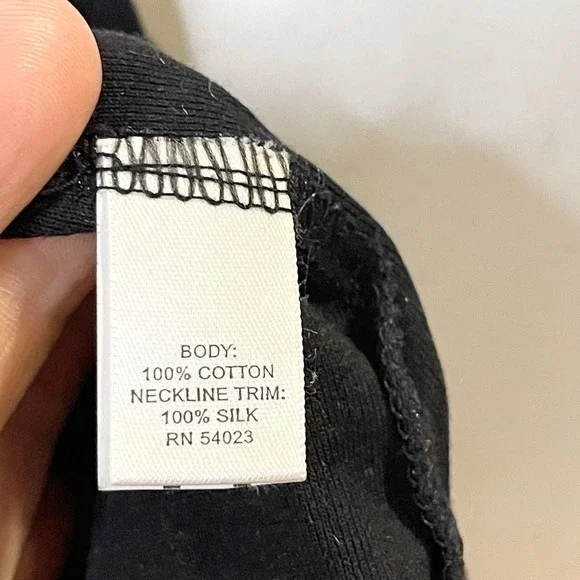 BODY:
100% COTTON
NECKLINE TRIM:
100% SILK
RN 54023